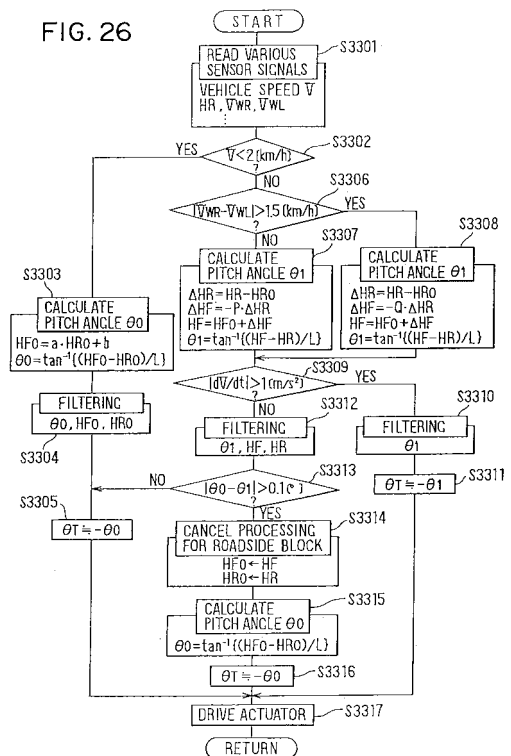 FIG. 26
START
S3301
READ VARIOUS
SENSOR SIGNALS
VEHICLE SPEED V̅
HR, V̅WR, V̅WL
⋮
S3302
V̅<2 (km/h)
?
YES
NO
S3306
|V̅WR-V̅WL|>1.5 (km/h)
?
YES
NO
S3307
CALCULATE
PITCH ANGLE θ1
ΔHR=HR-HR0
ΔHF=-P·ΔHR
HF=HF0+ΔHF
θ1=tan⁻¹{(HF-HR)/L}
S3308
CALCULATE
PITCH ANGLE θ1
ΔHR=HR-HR0
ΔHF=-Q·ΔHR
HF=HF0+ΔHF
θ1=tan⁻¹{(HF-HR)/L}
S3303
CALCULATE
PITCH ANGLE θ0
HF0=a·HR0+b
θ0=tan⁻¹{(HF0-HR0)/L}
S3309
|dV̅/dt|>1 (m/s²)
?
YES
NO
FILTERING
θ0, HF0, HR0
S3304
S3312
FILTERING
θ1, HF, HR
S3310
FILTERING
θ1
S3313
|θ0-θ1|>0.1(°)
?
NO
YES
S3311
θT≒-θ1
S3305
θT≒-θ0
S3314
CANCEL PROCESSING
FOR ROADSIDE BLOCK
HF0←HF
HR0←HR
S3315
CALCULATE
PITCH ANGLE θ0
θ0=tan⁻¹{(HF0-HR0)/L}
S3316
θT≒-θ0
DRIVE ACTUATOR
S3317
RETURN